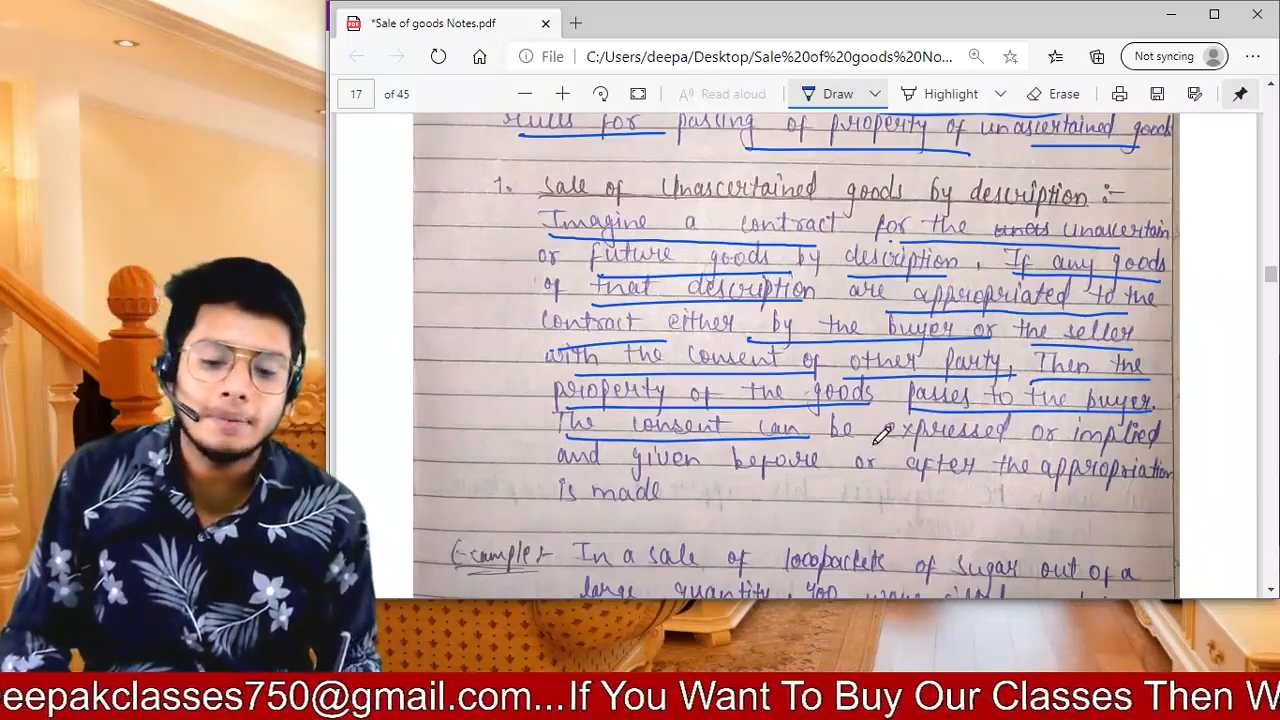 *Sale of goods Notes.pdf
File
C:/Users/deepa/Desktop/Sale%20of%20goods%20No...
Not syncing
17 of 45
Read aloud
Draw
Highlight
Erase
rules for passing of property of unascertained goods
1. Sale of Unascertained goods by description :-
Imagine a contract for the unas unascertain
or future goods by description. If any goods
of that description are appropriated to the
contract either by the buyer or the seller
with the consent of other party, Then the
property of the goods passes to the buyer.
The consent can be expressed or implied
and given before or after the appropriation
is made
Example:- In a sale of 1000packets of sugar out of a
large quantity, 400 were
eepakclasses750@gmail.com...If You Want To Buy Our Classes Then W